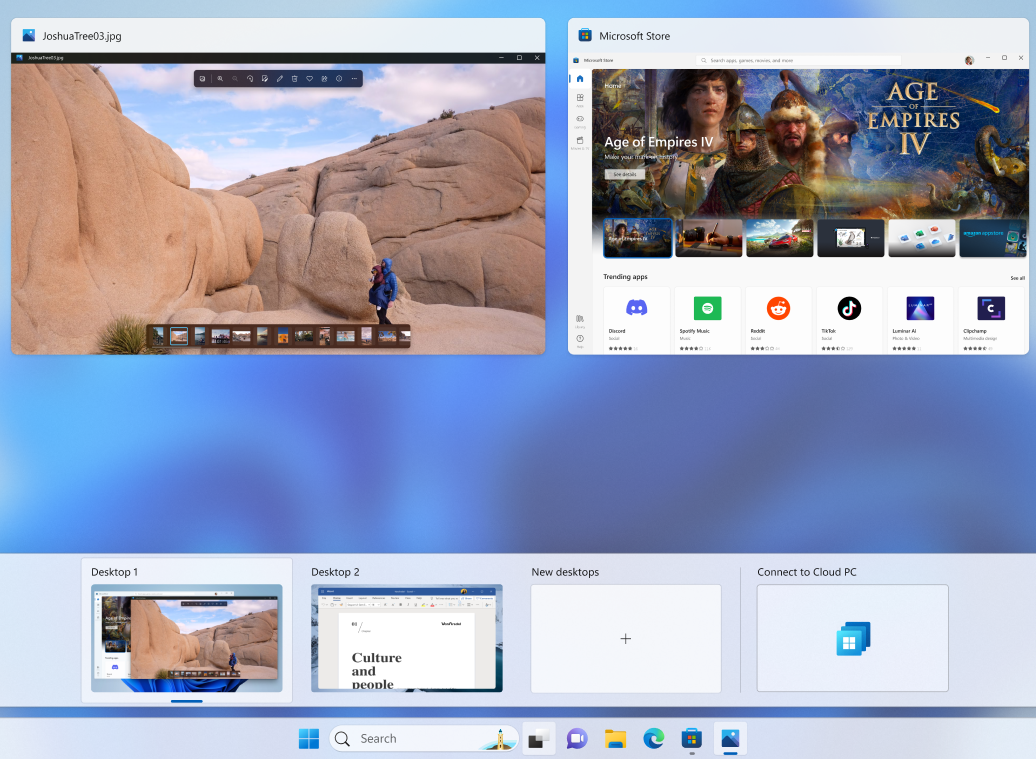 JoshuaTree03.jpg
JoshuaTree03.jpg
Microsoft Store
Microsoft Store
Search apps, games, movies, and more
Home
AGE
OF
EMPIRES
IV
Age of Empires IV
Make your mark on history.
See details
Age of Empires IV
amazon appstore
Trending apps
See all
Discord
Social
Spotify Music
Music
Reddit
Social
TikTok
Social
Luminar AI
Photo & Video
Clipchamp
Multimedia design
Desktop 1
Desktop 2
Culture
and
people
New desktops
+
Connect to Cloud PC
Search